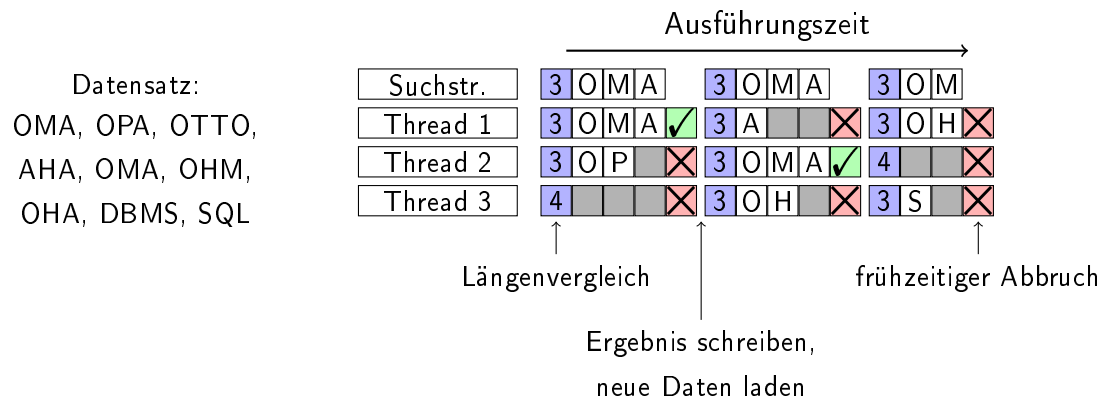 Ausführungszeit
Datensatz:
OMA, OPA, OTTO,
AHA, OMA, OHM,
OHA, DBMS, SQL
Suchstr. 3 O M A 3 O M A 3 O M
Thread 1 3 O M A ✓ 3 A ✕ 3 O H ✕
Thread 2 3 O P ✕ 3 O M A ✓ 4 ✕
Thread 3 4 ✕ 3 O H ✕ 3 S ✕
Längenvergleich
frühzeitiger Abbruch
Ergebnis schreiben,
neue Daten laden